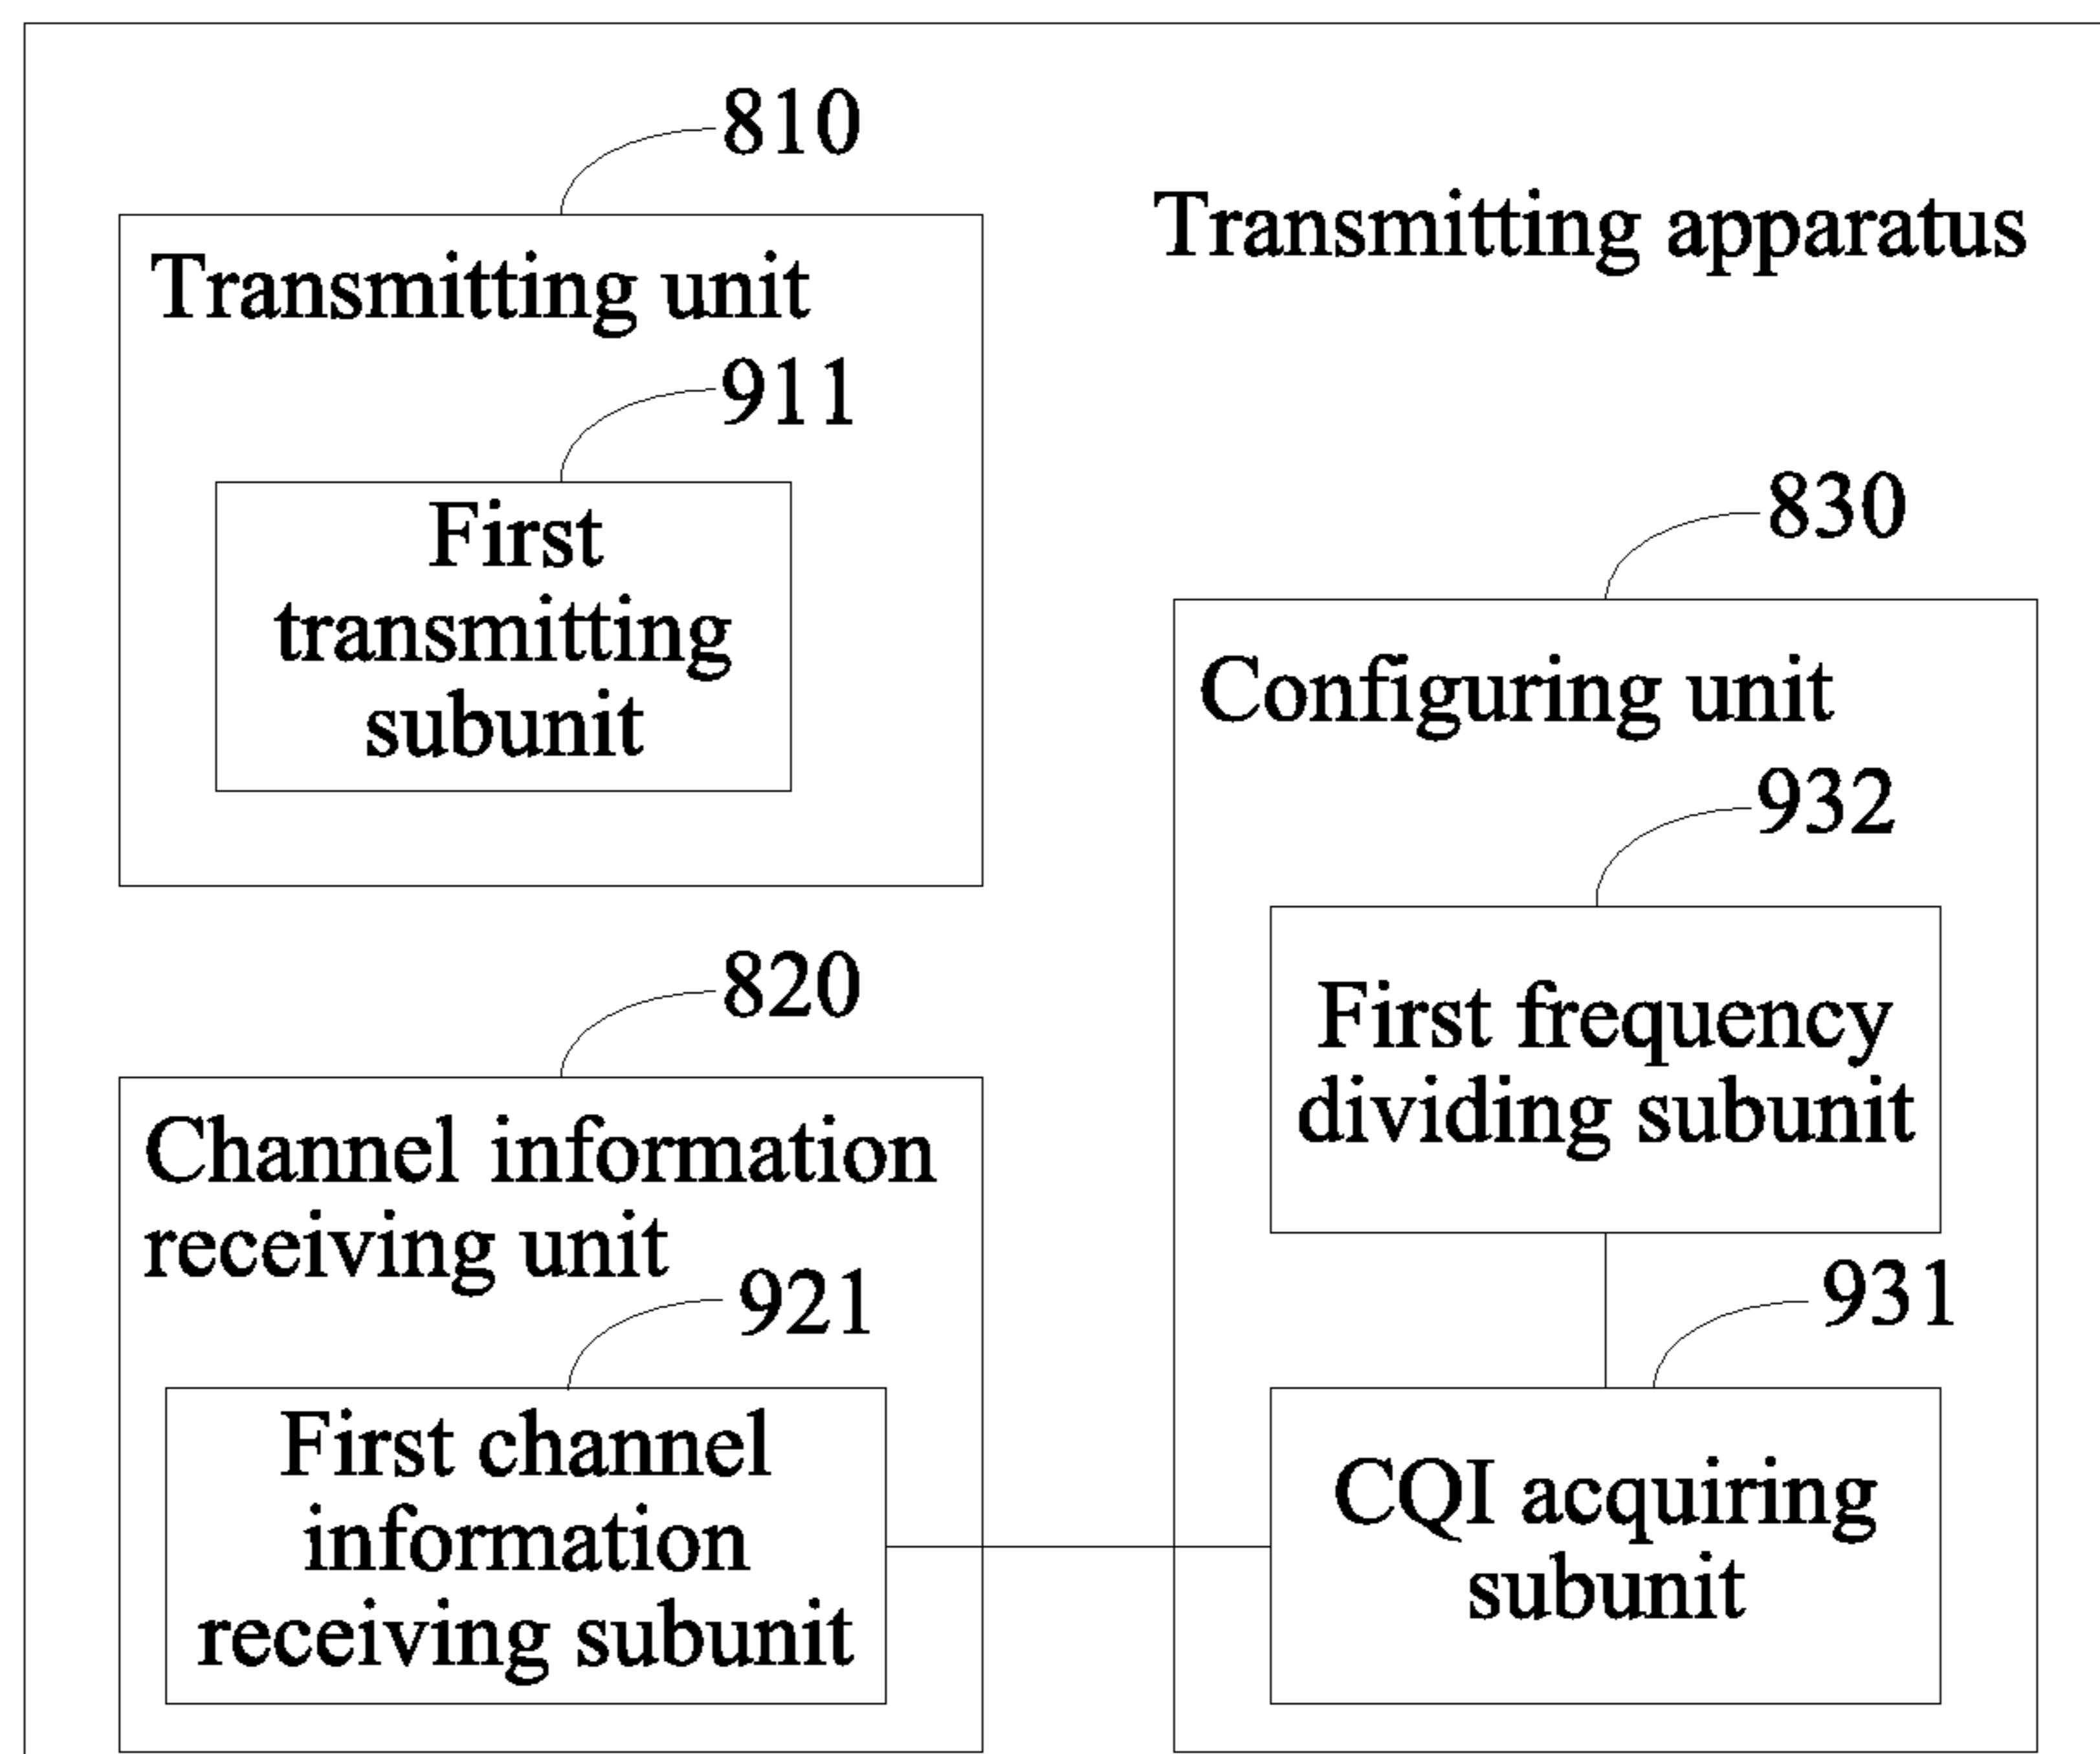 810
Transmitting apparatus
Transmitting unit
911
First
transmitting
subunit
830
Configuring unit
932
First frequency
dividing subunit
820
Channel information
receiving unit
921
First channel
information
receiving subunit
931
CQI acquiring
subunit